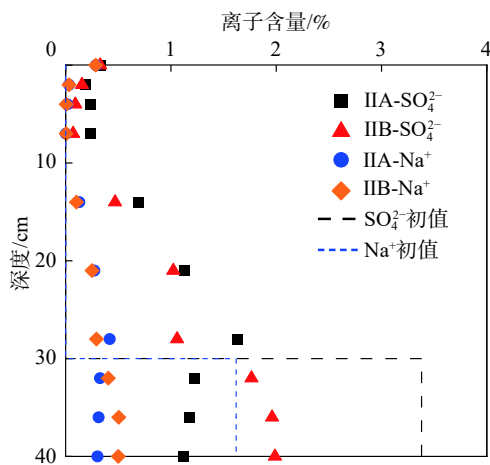 离子含量/%
0 1 2 3 4
10
20
30
40
深度/cm
IIA-SO₄²⁻
IIB-SO₄²⁻
IIA-Na⁺
IIB-Na⁺
SO₄²⁻初值
Na⁺初值